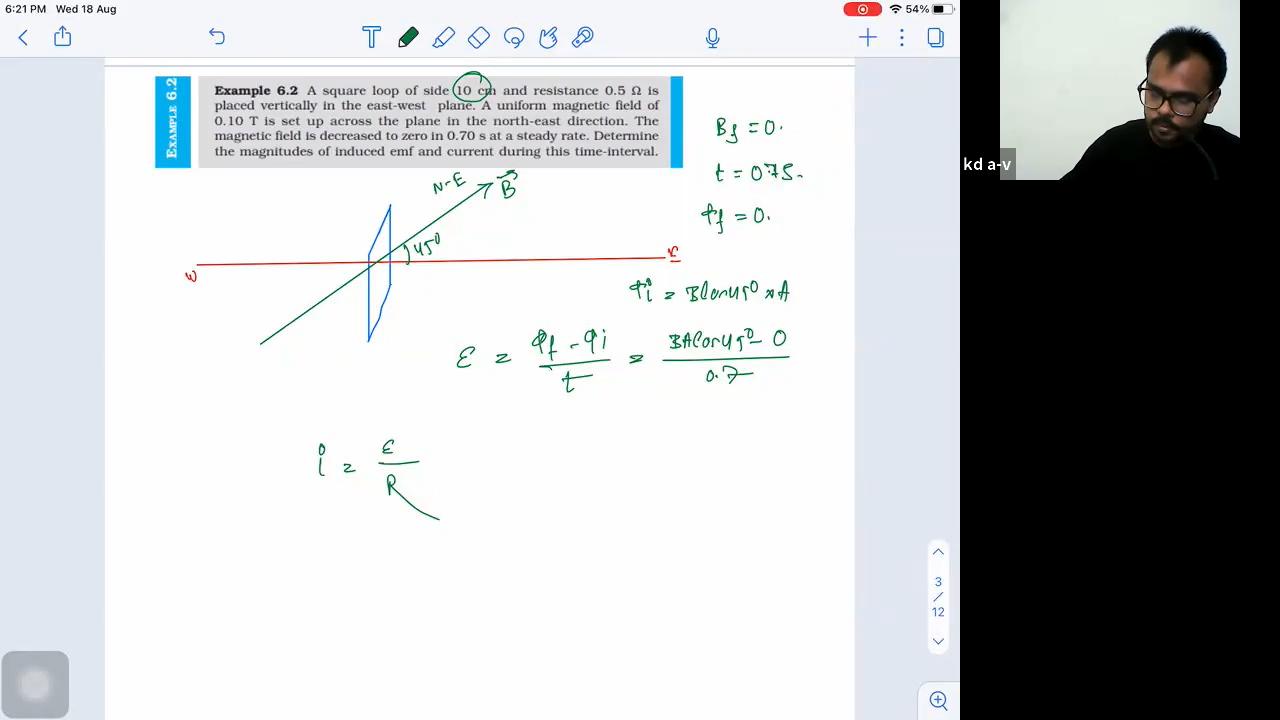 6:21 PM Wed 18 Aug
54%
EXAMPLE 6.2
Example 6.2 A square loop of side 10 cm and resistance 0.5 Ω is
placed vertically in the east-west plane. A uniform magnetic field of
0.10 T is set up across the plane in the north-east direction. The
magnetic field is decreased to zero in 0.70 s at a steady rate. Determine
the magnitudes of induced emf and current during this time-interval.
Bf = 0.
t = 0.7s.
φf = 0.
N-E
B
45°
W
E
φi = B cos 45° × A
ε = φf - φi / t = BA cos 45° - 0 / 0.7
i = ε / R
3
/
12
kd a-v